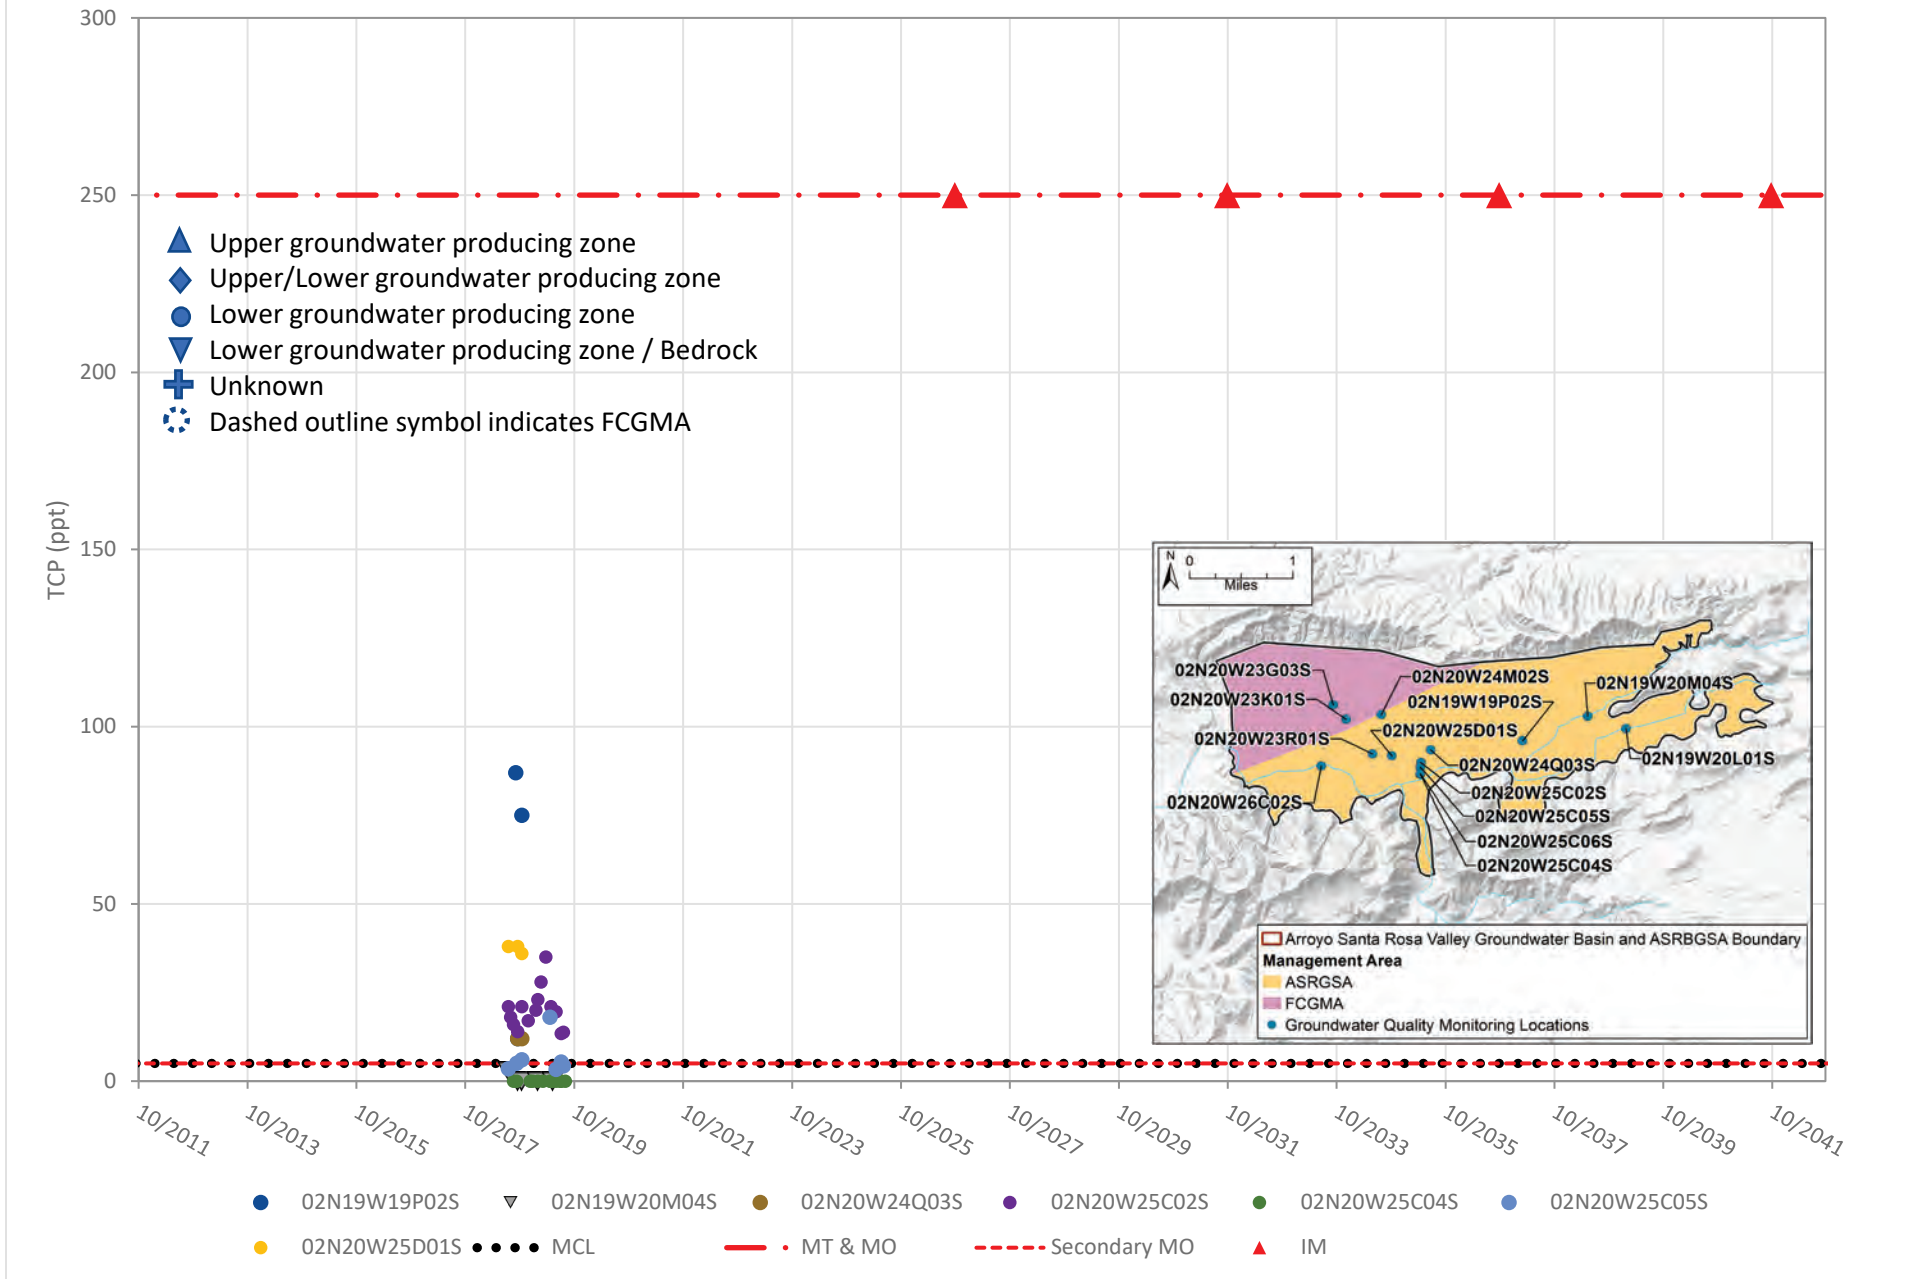 300
250
200
150
100
50
0
TCP (ppt)
Upper groundwater producing zone
Upper/Lower groundwater producing zone
Lower groundwater producing zone
Lower groundwater producing zone / Bedrock
Unknown
Dashed outline symbol indicates FCGMA
N
0 1
Miles
02N20W23G03S
02N20W24M02S
02N19W20M04S
02N20W23K01S
02N19W19P02S
02N20W25D01S
02N20W23R01S
02N20W24Q03S
02N19W20L01S
02N20W26C02S
02N20W25C02S
02N20W25C05S
02N20W25C06S
02N20W25C04S
Arroyo Santa Rosa Valley Groundwater Basin and ASRBGSA Boundary
Management Area
ASRGSA
FCGMA
Groundwater Quality Monitoring Locations
10/2011
10/2013
10/2015
10/2017
10/2019
10/2021
10/2023
10/2025
10/2027
10/2029
10/2031
10/2033
10/2035
10/2037
10/2039
10/2041
02N19W19P02S 02N19W20M04S 02N20W24Q03S 02N20W25C02S 02N20W25C04S 02N20W25C05S
02N20W25D01S MCL MT & MO Secondary MO IM